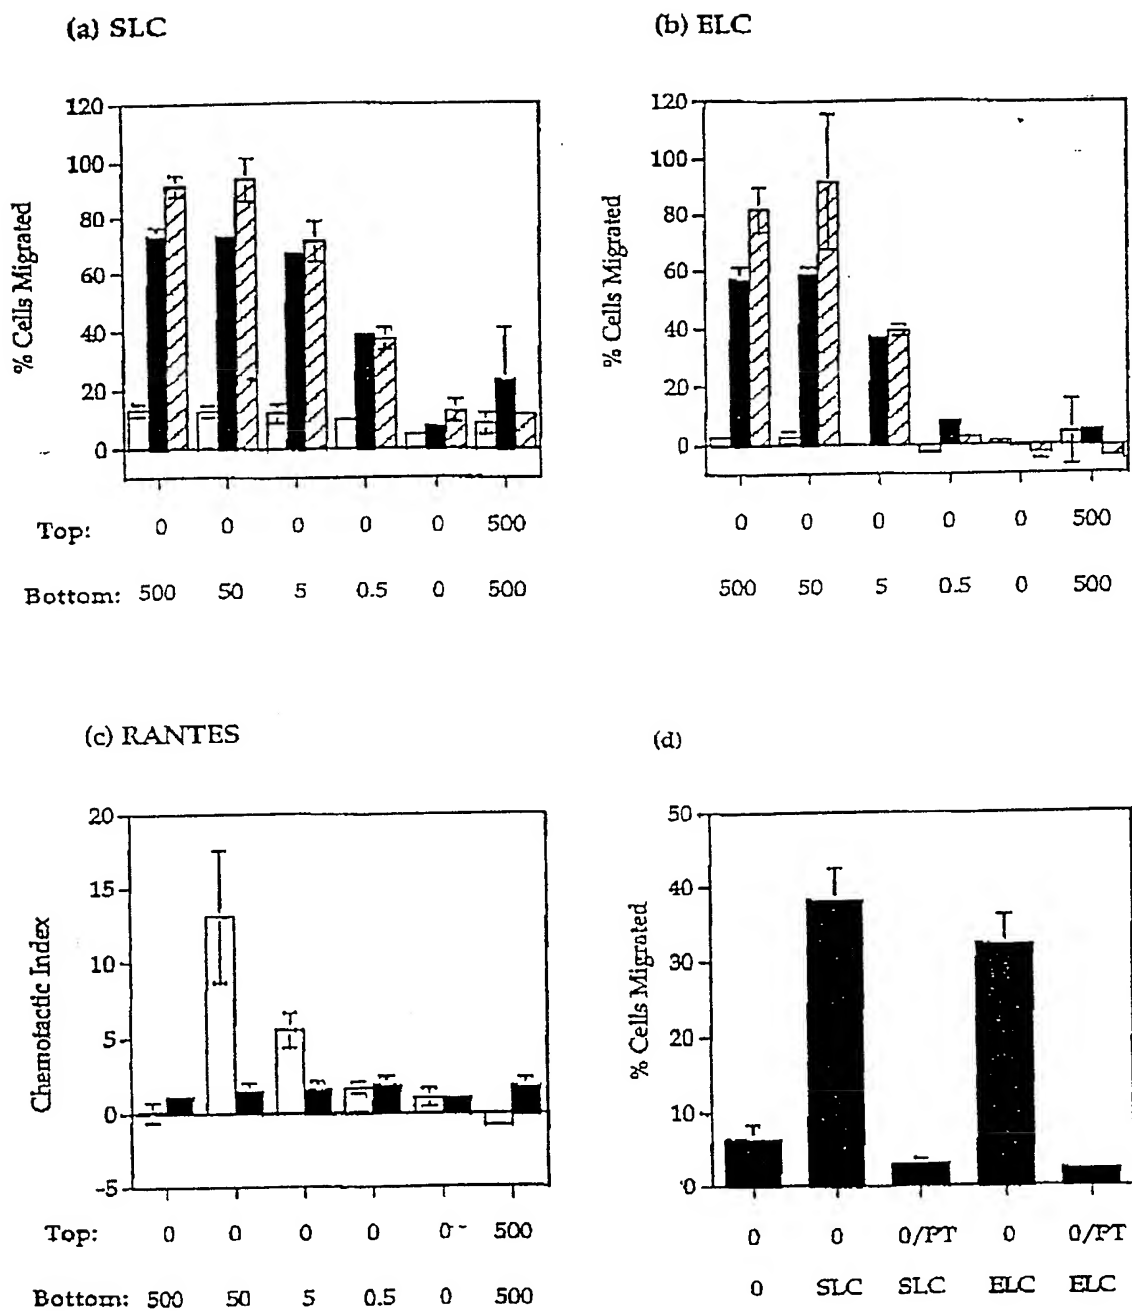 (a) SLC
120
100
80
60
40
20
0
% Cells Migrated
Top: 0 0 0 0 0 500
Bottom: 500 50 5 0.5 0 500
(b) ELC
120
100
80
60
40
20
0
% Cells Migrated
0 0 0 0 0 500
500 50 5 0.5 0 500
(c) RANTES
20
15
10
5
0
-5
Chemotactic Index
Top: 0 0 0 0 0 500
Bottom: 500 50 5 0.5 0 500
(d)
50
40
30
20
10
0
% Cells Migrated
0 0 0/PT 0 0/PT
0 SLC SLC ELC ELC